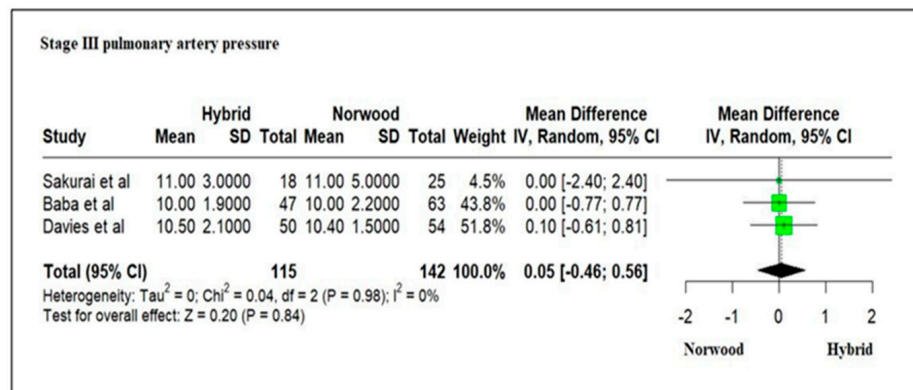 Stage III pulmonary artery pressure
Hybrid Norwood Mean Difference Mean Difference
Study Mean SD Total Mean SD Total Weight IV, Random, 95% CI IV, Random, 95% CI
Sakurai et al 11.00 3.0000 18 11.00 5.0000 25 4.5% 0.00 [-2.40; 2.40]
Baba et al 10.00 1.9000 47 10.00 2.2000 63 43.8% 0.00 [-0.77; 0.77]
Davies et al 10.50 2.1000 50 10.40 1.5000 54 51.8% 0.10 [-0.61; 0.81]
Total (95% CI) 115 142 100.0% 0.05 [-0.46; 0.56]
Heterogeneity: Tau² = 0; Chi² = 0.04, df = 2 (P = 0.98); I² = 0%
Test for overall effect: Z = 0.20 (P = 0.84)
-2 -1 0 1 2
Norwood Hybrid